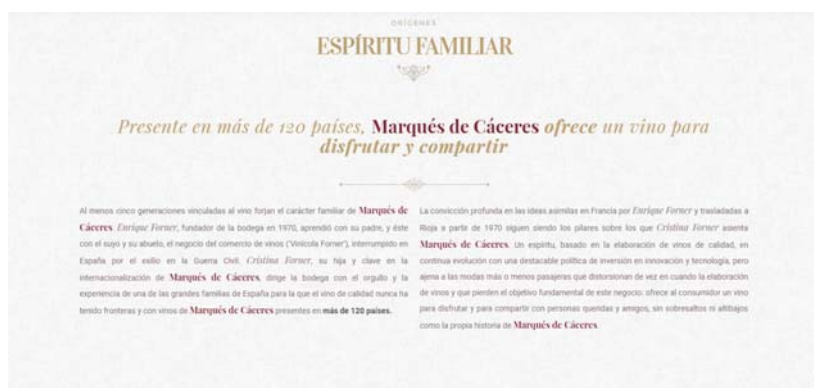 ORÍGENES
ESPÍRITU FAMILIAR
Presente en más de 120 países, Marqués de Cáceres ofrece un vino para
disfrutar y compartir
Al menos cinco generaciones vinculadas al vino forjan el carácter familiar de Marqués de
Cáceres. Enrique Forner, fundador de la bodega en 1970, aprendió con su padre, y éste
con el suyo y su abuelo, el negocio del comercio de vinos ('Vinícola Forner'), interrumpido en
España por el exilio en la Guerra Civil. Cristina Forner, su hija y clave en la
internacionalización de Marqués de Cáceres, dirige la bodega con el orgullo y la
experiencia de una de las grandes familias de España para la que el vino de calidad nunca ha
tenido fronteras y con vinos de Marqués de Cáceres presentes en más de 120 países.
La convicción profunda en las ideas asimilas en Francia por Enrique Forner y trasladadas a
Rioja a partir de 1970 siguen siendo los pilares sobre los que Cristina Forner asienta
Marqués de Cáceres. Un espíritu, basado en la elaboración de vinos de calidad, en
continua evolución con una destacable política de inversión en innovación y tecnología, pero
ajena a las modas más o menos pasajeras que distorsionan de vez en cuando la elaboración
de vinos y que pierden el objetivo fundamental de este negocio: ofrece al consumidor un vino
para disfrutar y para compartir con personas queridas y amigos, sin sobresaltos ni altibajos
como la propia historia de Marqués de Cáceres.